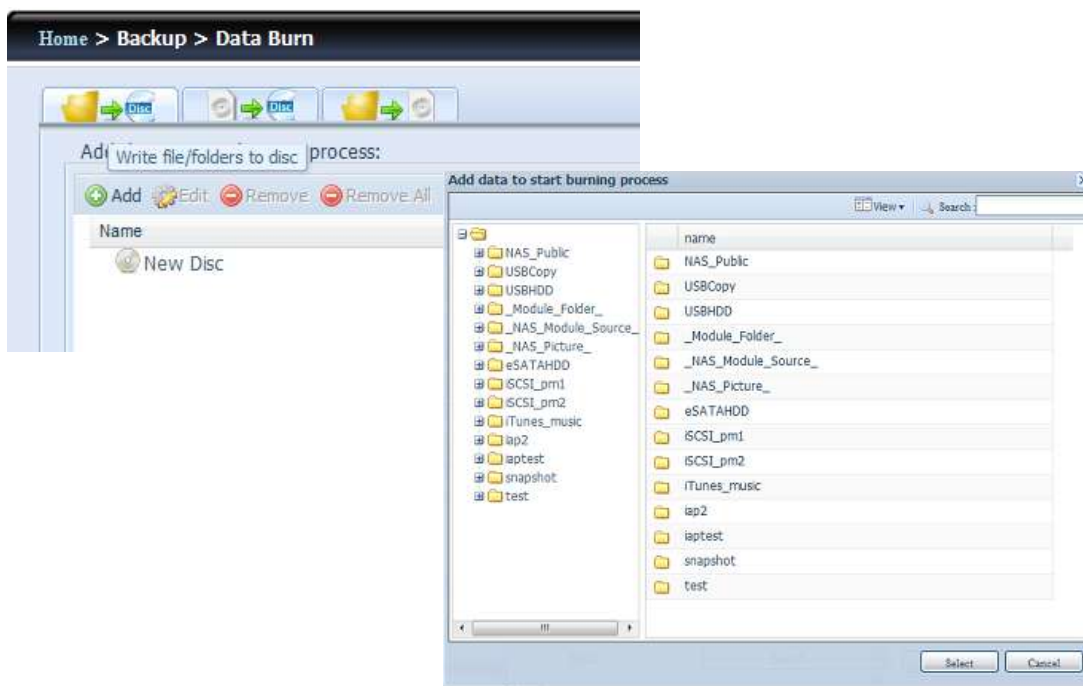 Home > Backup > Data Burn
Disc
Disc
Ad
Write file/folders to disc
process:
Add Edit Remove Remove All
Name
New Disc
Add data to start burning process
View Search:
NAS_Public
USBCopy
USBHDD
_Module_Folder_
_NAS_Module_Source_
_NAS_Picture_
eSATAHDD
iSCSI_pm1
iSCSI_pm2
iTunes_music
iap2
iaptest
snapshot
test
name
NAS_Public
USBCopy
USBHDD
_Module_Folder_
_NAS_Module_Source_
_NAS_Picture_
eSATAHDD
iSCSI_pm1
iSCSI_pm2
iTunes_music
iap2
iaptest
snapshot
test
Select Cancel